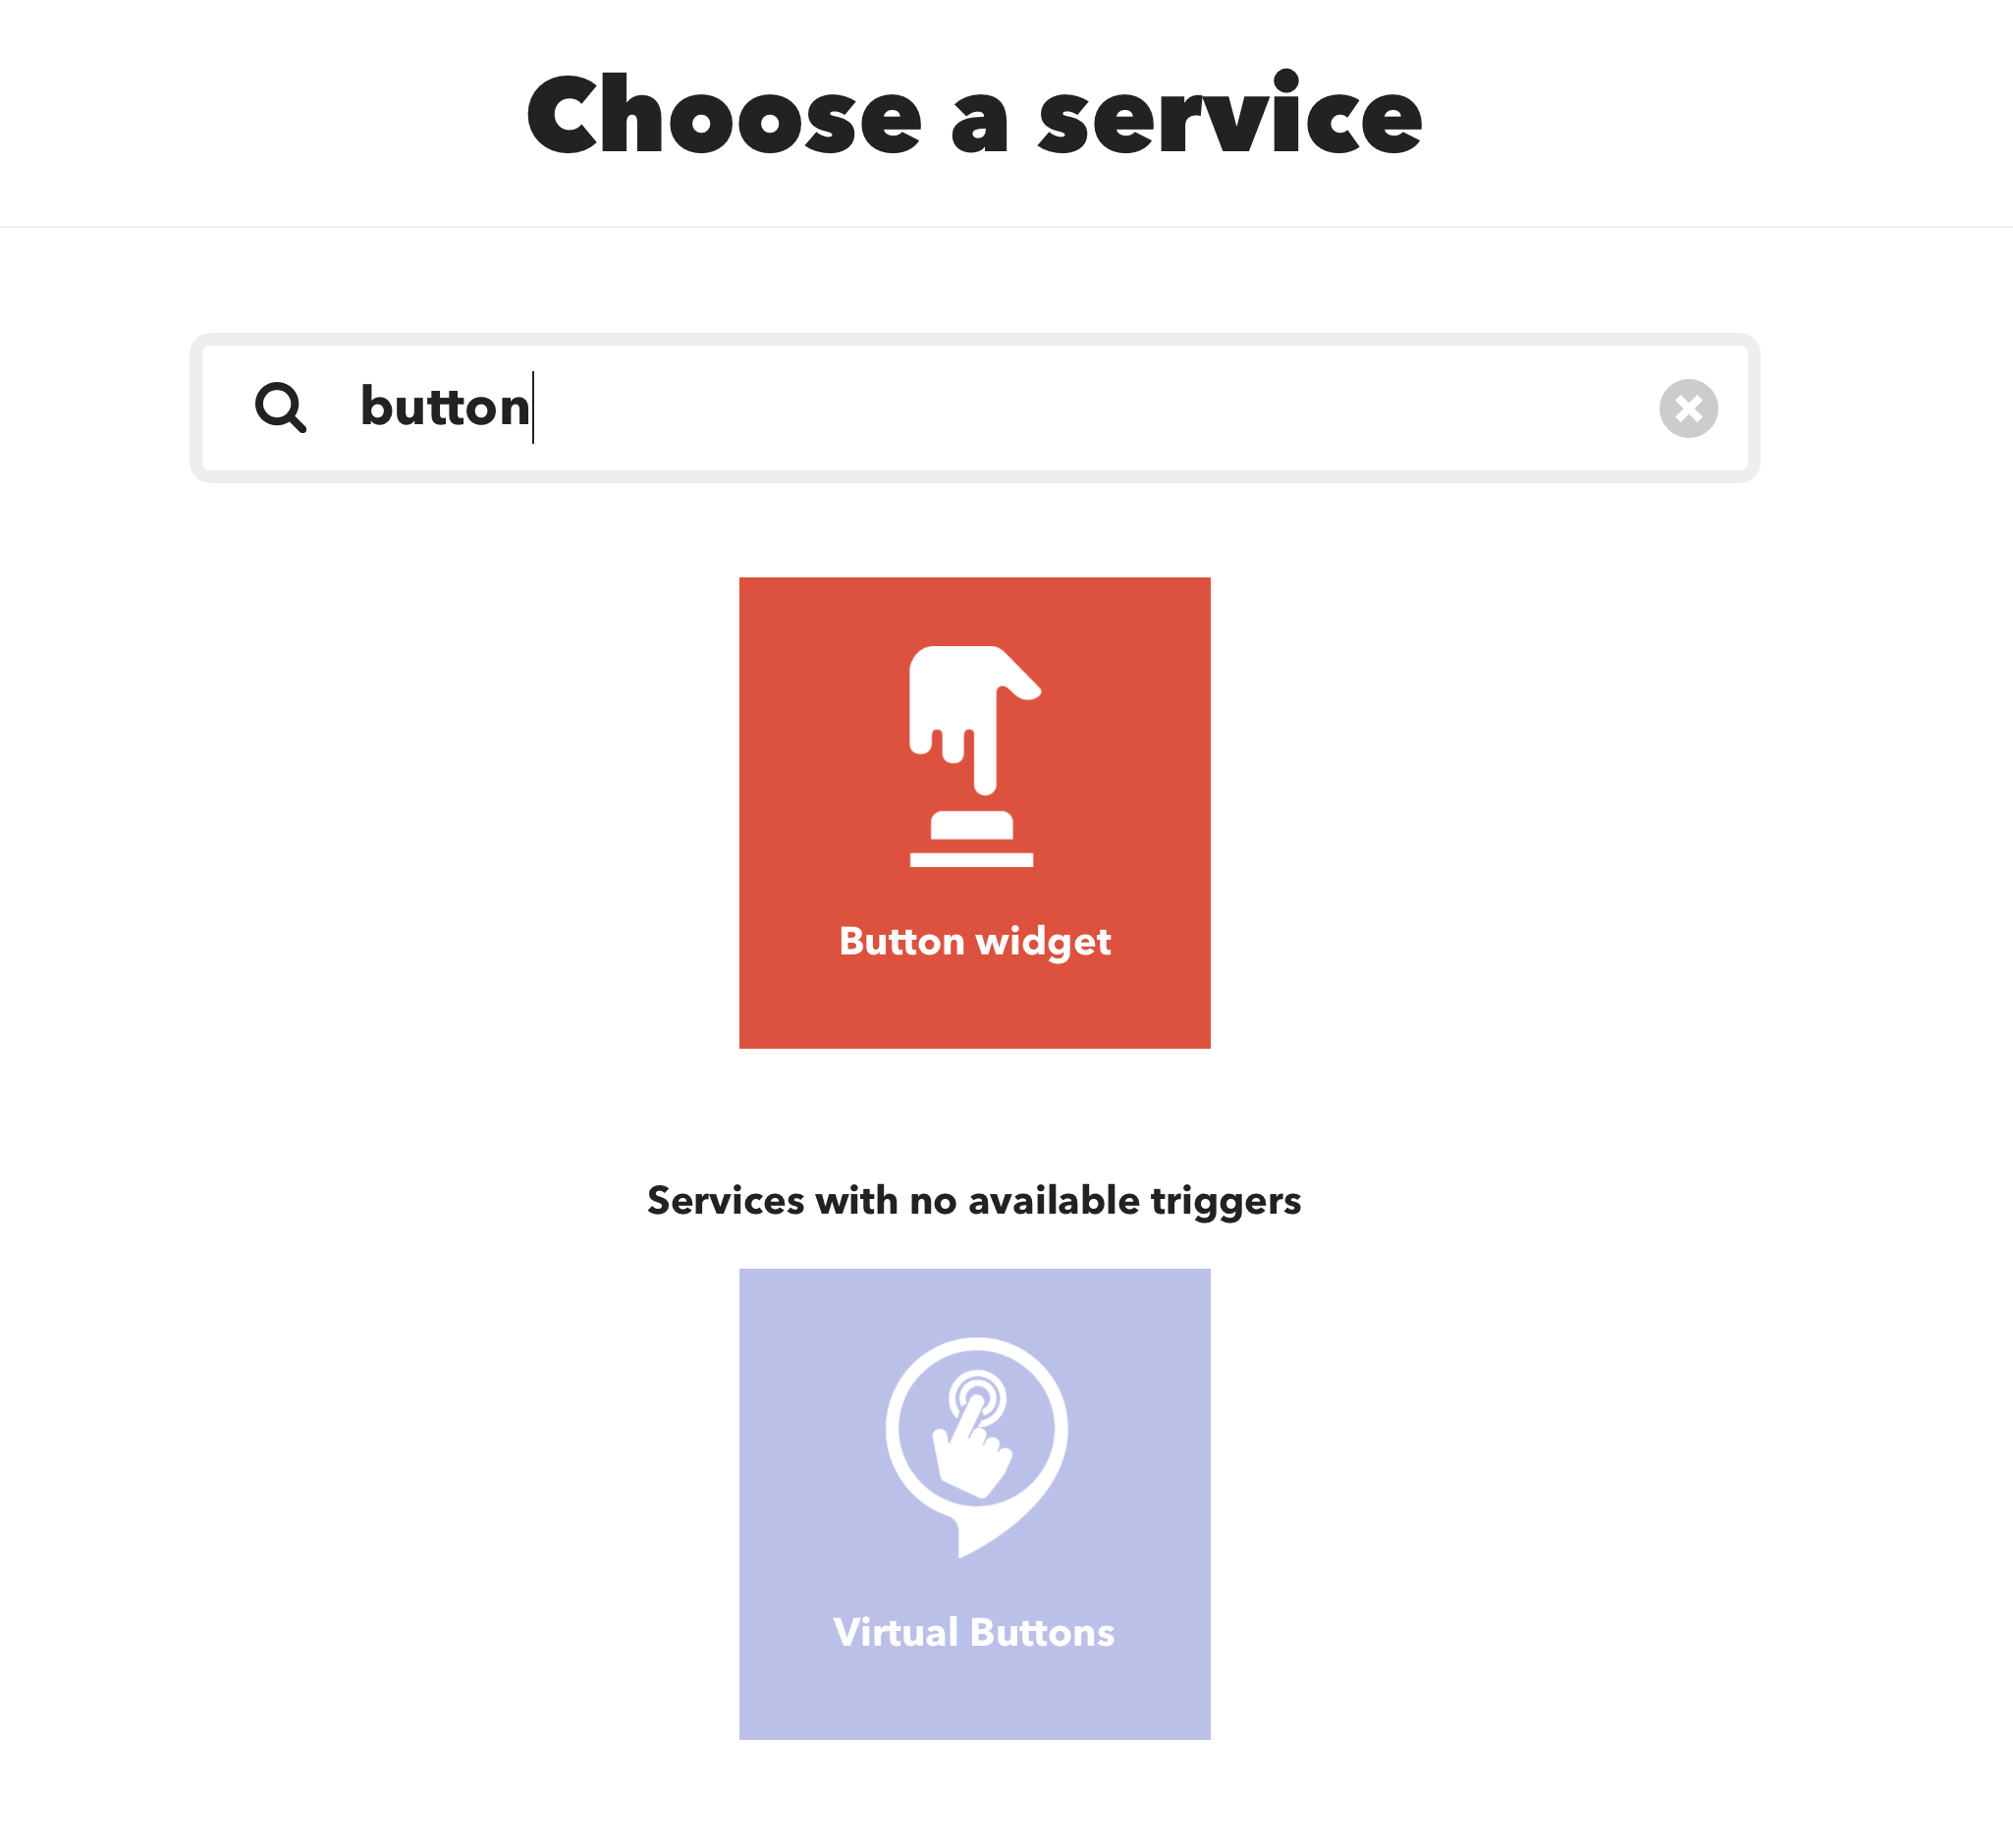 Choose a service
button
Button widget
Services with no available triggers
Virtual Buttons